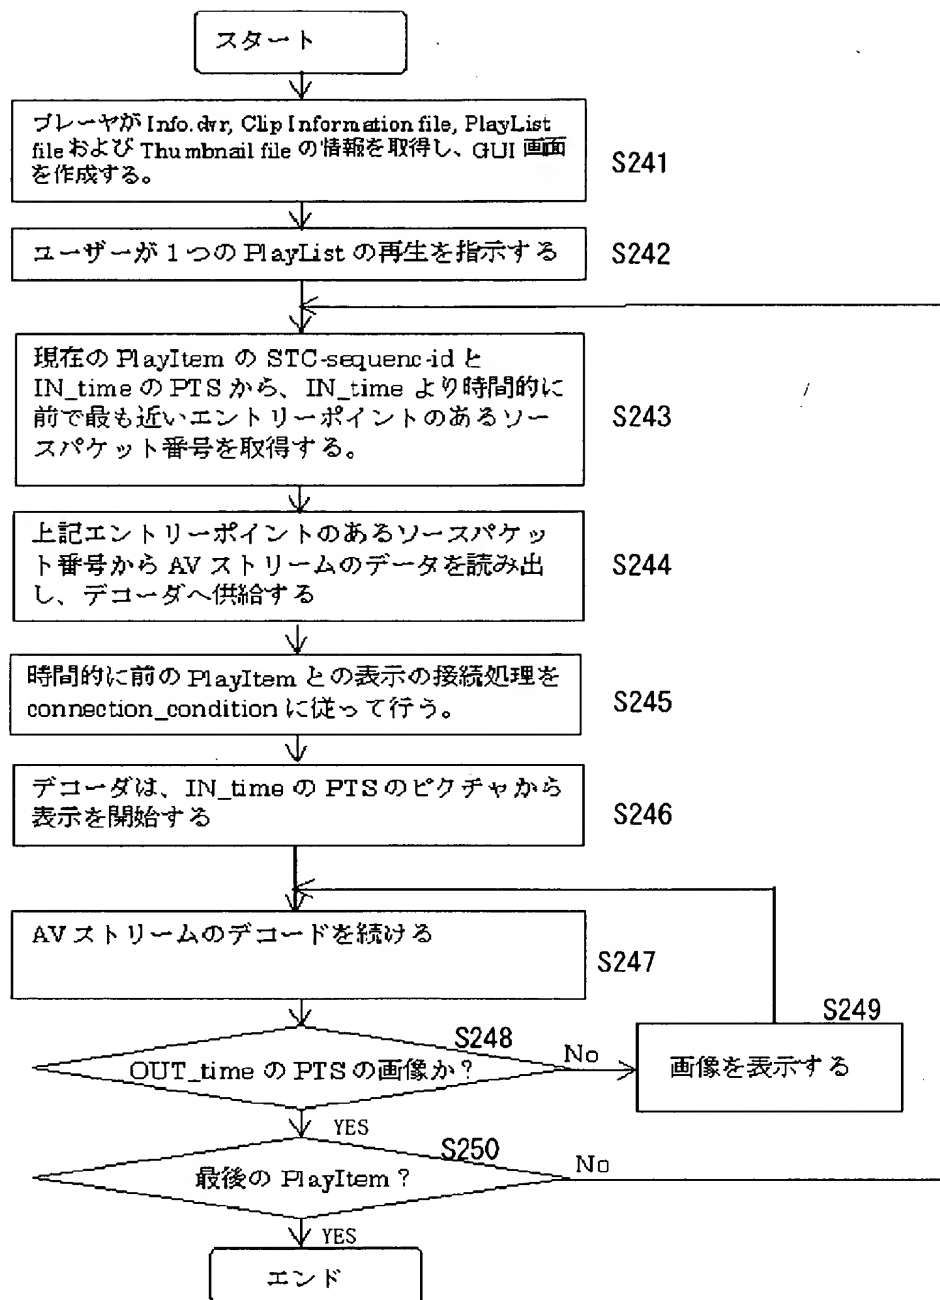 スタート
プレーヤが Info.dvr, Clip Information file, PlayList
file および Thumbnail file の情報を取得し、GUI 画面
を作成する。
S241
ユーザーが 1 つの PlayList の再生を指示する
S242
現在の PlayItem の STC-sequenc-id と
IN_time の PTS から、IN_time より時間的に
前で最も近いエントリーポイントのあるソー
スパケット番号を取得する。
S243
上記エントリーポイントのあるソースパケッ
ト番号から AV ストリームのデータを読み出
し、デコーダへ供給する
S244
時間的に前の PlayItem との表示の接続処理を
connection_condition に従って行う。
S245
デコーダは、IN_time の PTS のピクチャから
表示を開始する
S246
AV ストリームのデコードを続ける
S247
S248
OUT_time の PTS の画像か?
No
S249
画像を表示する
YES
S250
最後の PlayItem ?
No
YES
エンド